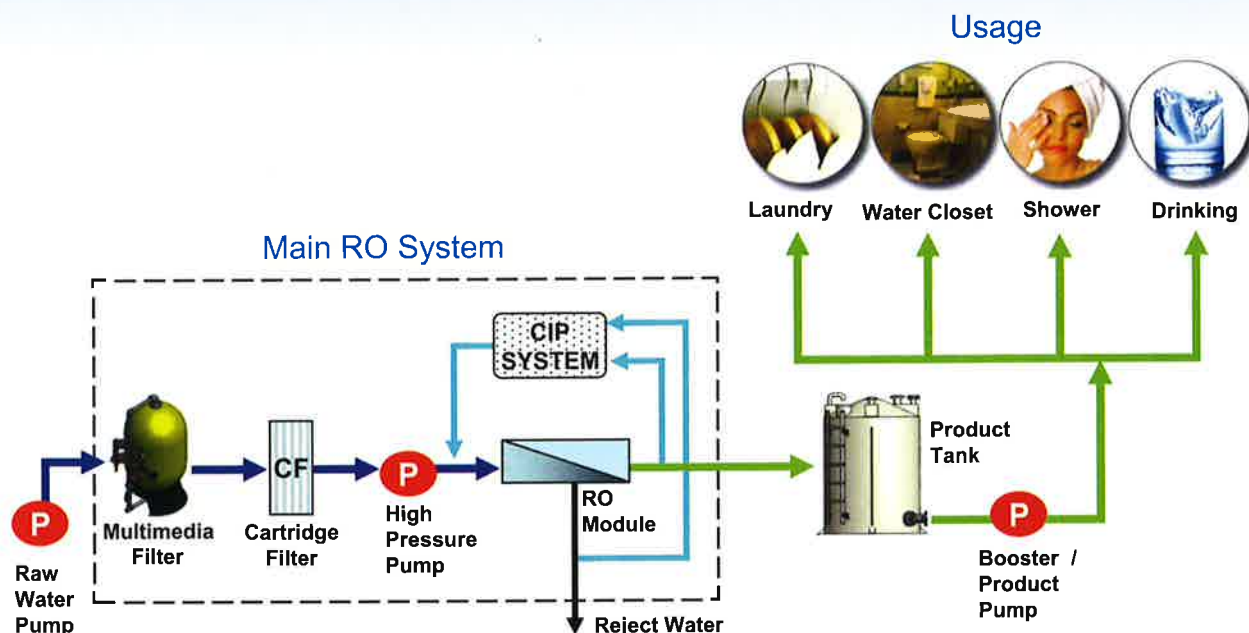 Usage
Laundry
Water Closet
Shower
Drinking
Main RO System
CIP
SYSTEM
CF
P
P
P
P
Multimedia
Filter
Cartridge
Filter
High
Pressure
Pump
RO
Module
Product
Tank
Booster /
Product
Pump
Raw
Water
Pump
Reject Water